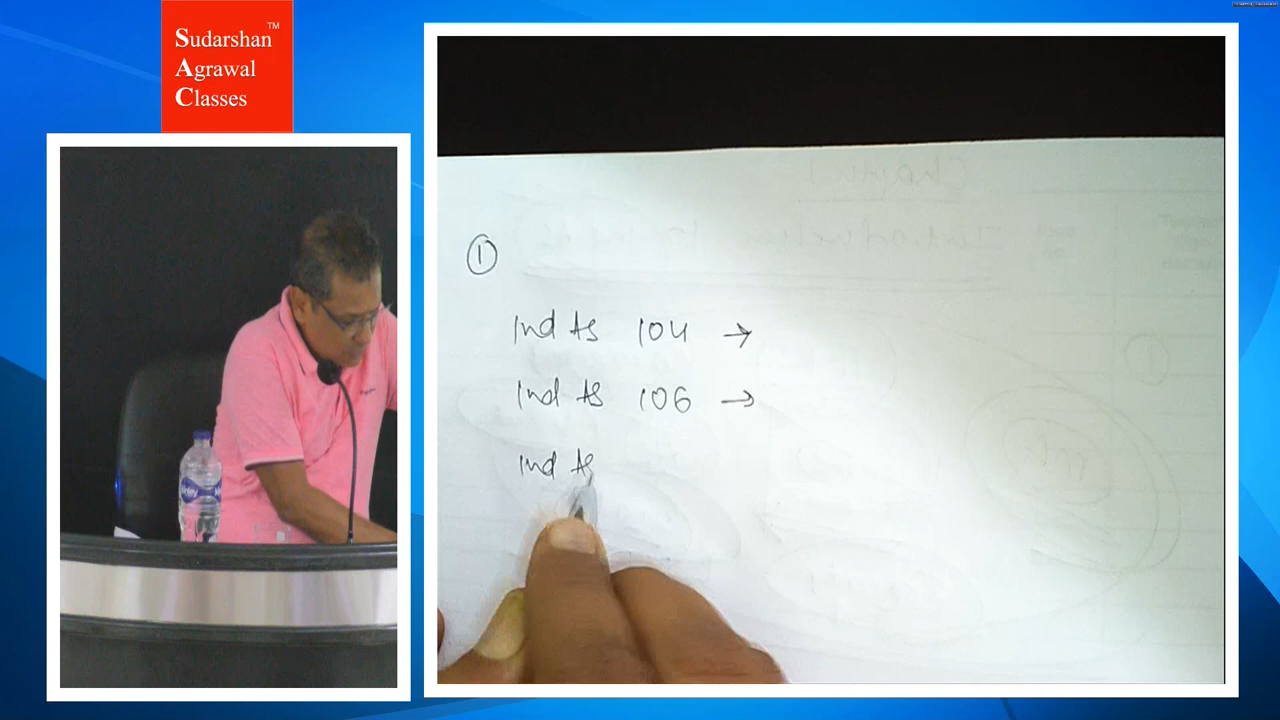 Sudarshan™
Agrawal
Classes
①
Ind AS 104 →
Ind AS 106 →
Ind AS